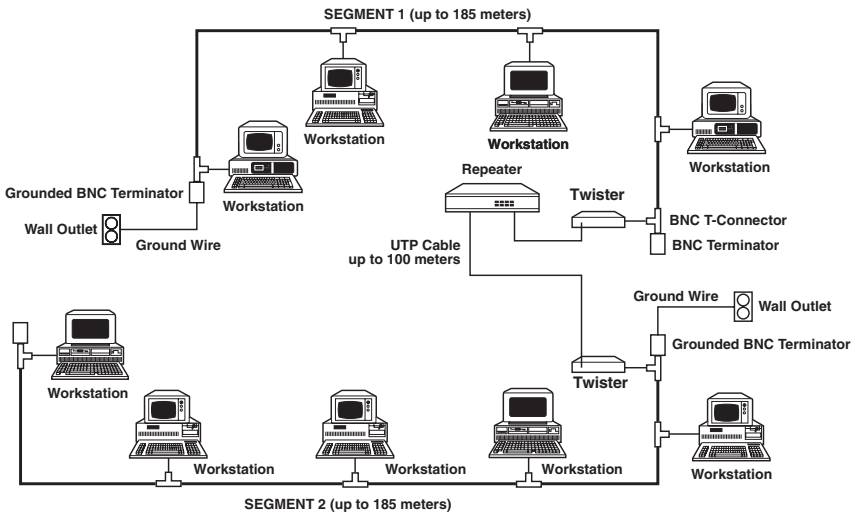 SEGMENT 1 (up to 185 meters)
Workstation
Workstation
Workstation
Repeater
Twister
Grounded BNC Terminator
Workstation
BNC T-Connector
Wall Outlet
Ground Wire
UTP Cable
up to 100 meters
BNC Terminator
Ground Wire
Wall Outlet
Grounded BNC Terminator
Twister
Workstation
Workstation
Workstation
Workstation
Workstation
SEGMENT 2 (up to 185 meters)